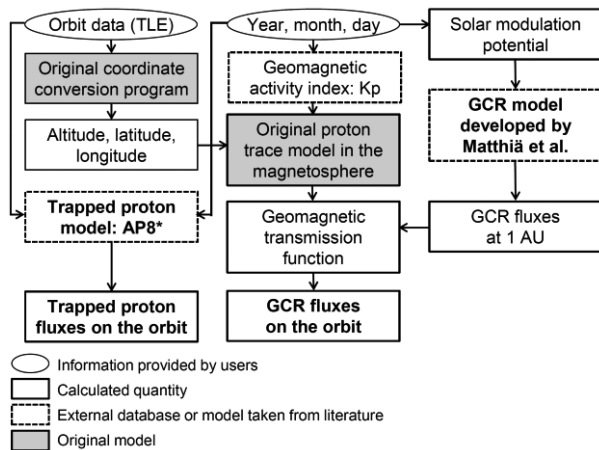 Orbit data (TLE)
Year, month, day
Solar modulation
potential
Original coordinate
conversion program
Geomagnetic
activity index: Kp
GCR model
developed by
Matthiä et al.
Altitude, latitude,
longitude
Original proton
trace model in the
magnetosphere
Trapped proton
model: AP8*
Geomagnetic
transmission
function
GCR fluxes
at 1 AU
Trapped proton
fluxes on the orbit
GCR fluxes
on the orbit
Information provided by users
Calculated quantity
External database or model taken from literature
Original model